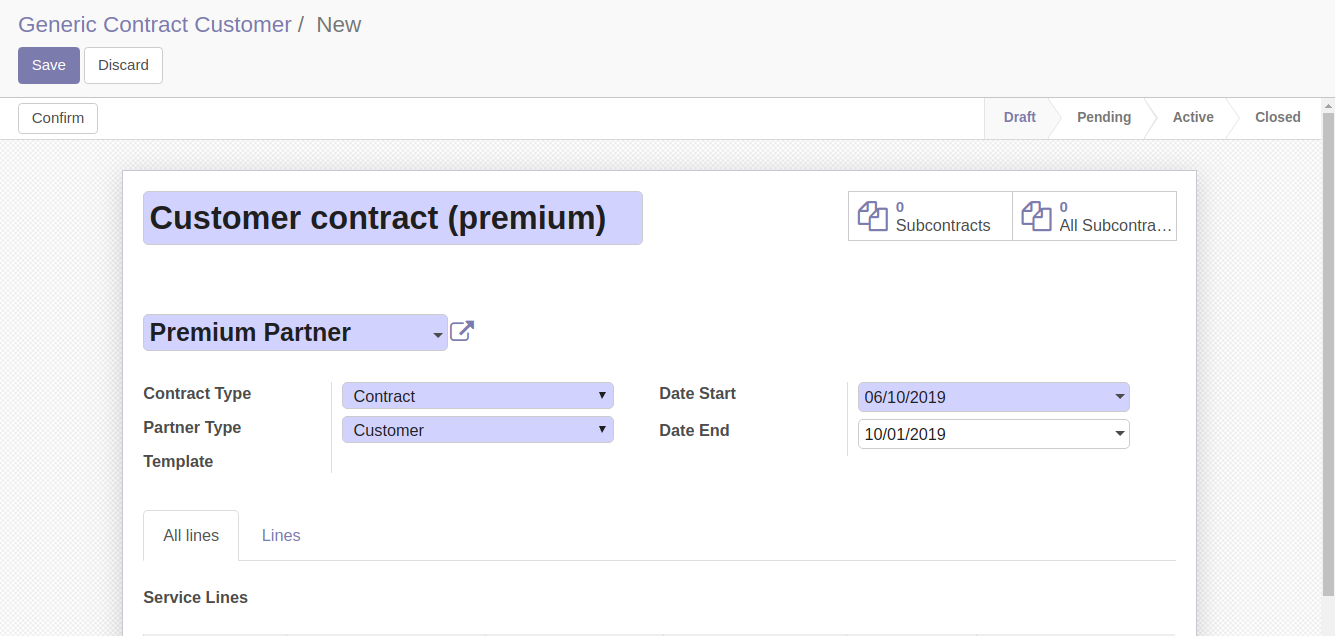 Generic Contract Customer / New
Save Discard
Confirm Draft Pending Active Closed
Customer contract (premium)
0
Subcontracts
0
All Subcontra…
Premium Partner
Contract Type Contract Date Start 06/10/2019
Partner Type Customer Date End 10/01/2019
Template
All lines Lines
Service Lines